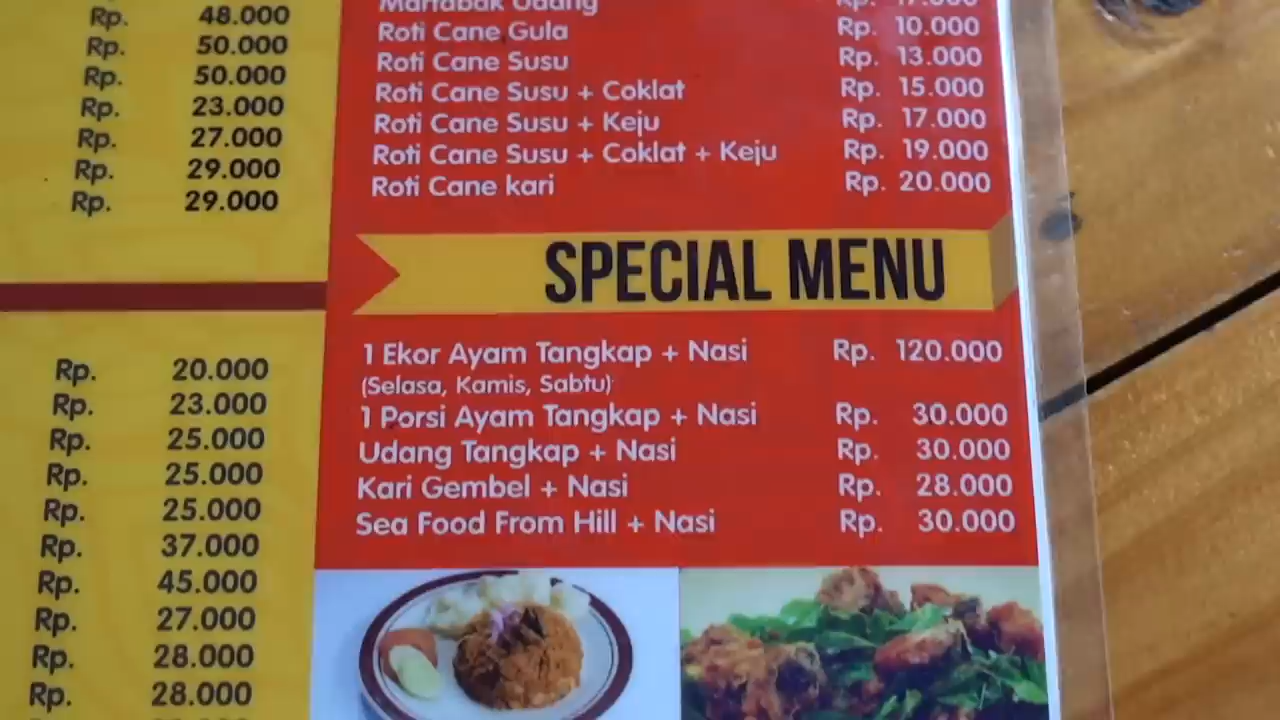 Rp. 48.000
Rp. 50.000
Rp. 50.000
Rp. 23.000
Rp. 27.000
Rp. 29.000
Rp. 29.000
Rp. 20.000
Rp. 23.000
Rp. 25.000
Rp. 25.000
Rp. 25.000
Rp. 37.000
Rp. 45.000
Rp. 27.000
Rp. 28.000
Rp. 28.000
Martabak Udang Rp. 17.000
Roti Cane Gula Rp. 10.000
Roti Cane Susu Rp. 13.000
Roti Cane Susu + Coklat Rp. 15.000
Roti Cane Susu + Keju Rp. 17.000
Roti Cane Susu + Coklat + Keju Rp. 19.000
Roti Cane kari Rp. 20.000
SPECIAL MENU
1 Ekor Ayam Tangkap + Nasi Rp. 120.000
(Selasa, Kamis, Sabtu)
1 Porsi Ayam Tangkap + Nasi Rp. 30.000
Udang Tangkap + Nasi Rp. 30.000
Kari Gembel + Nasi Rp. 28.000
Sea Food From Hill + Nasi Rp. 30.000